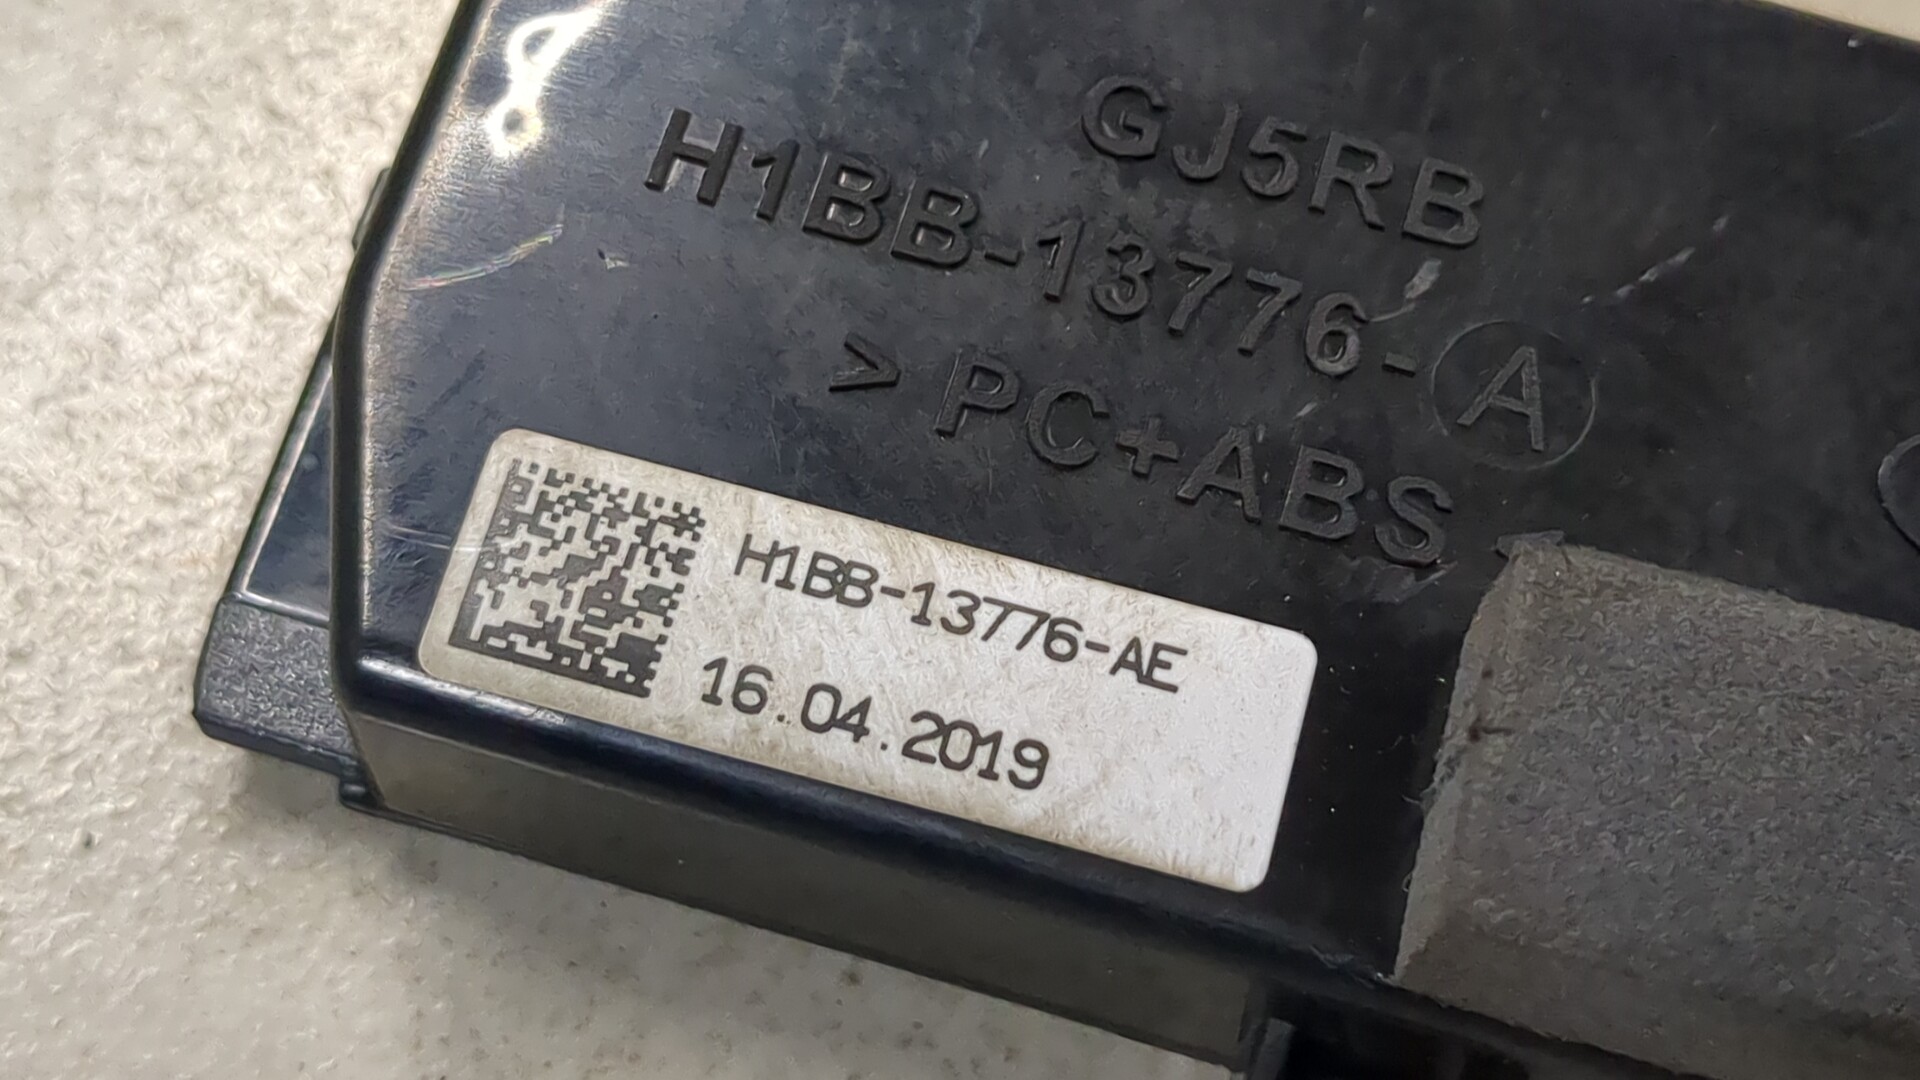 GJ5RB
H1BB-13776-A
>PC+ABS
H1BB-13776-AE
16.04.2019